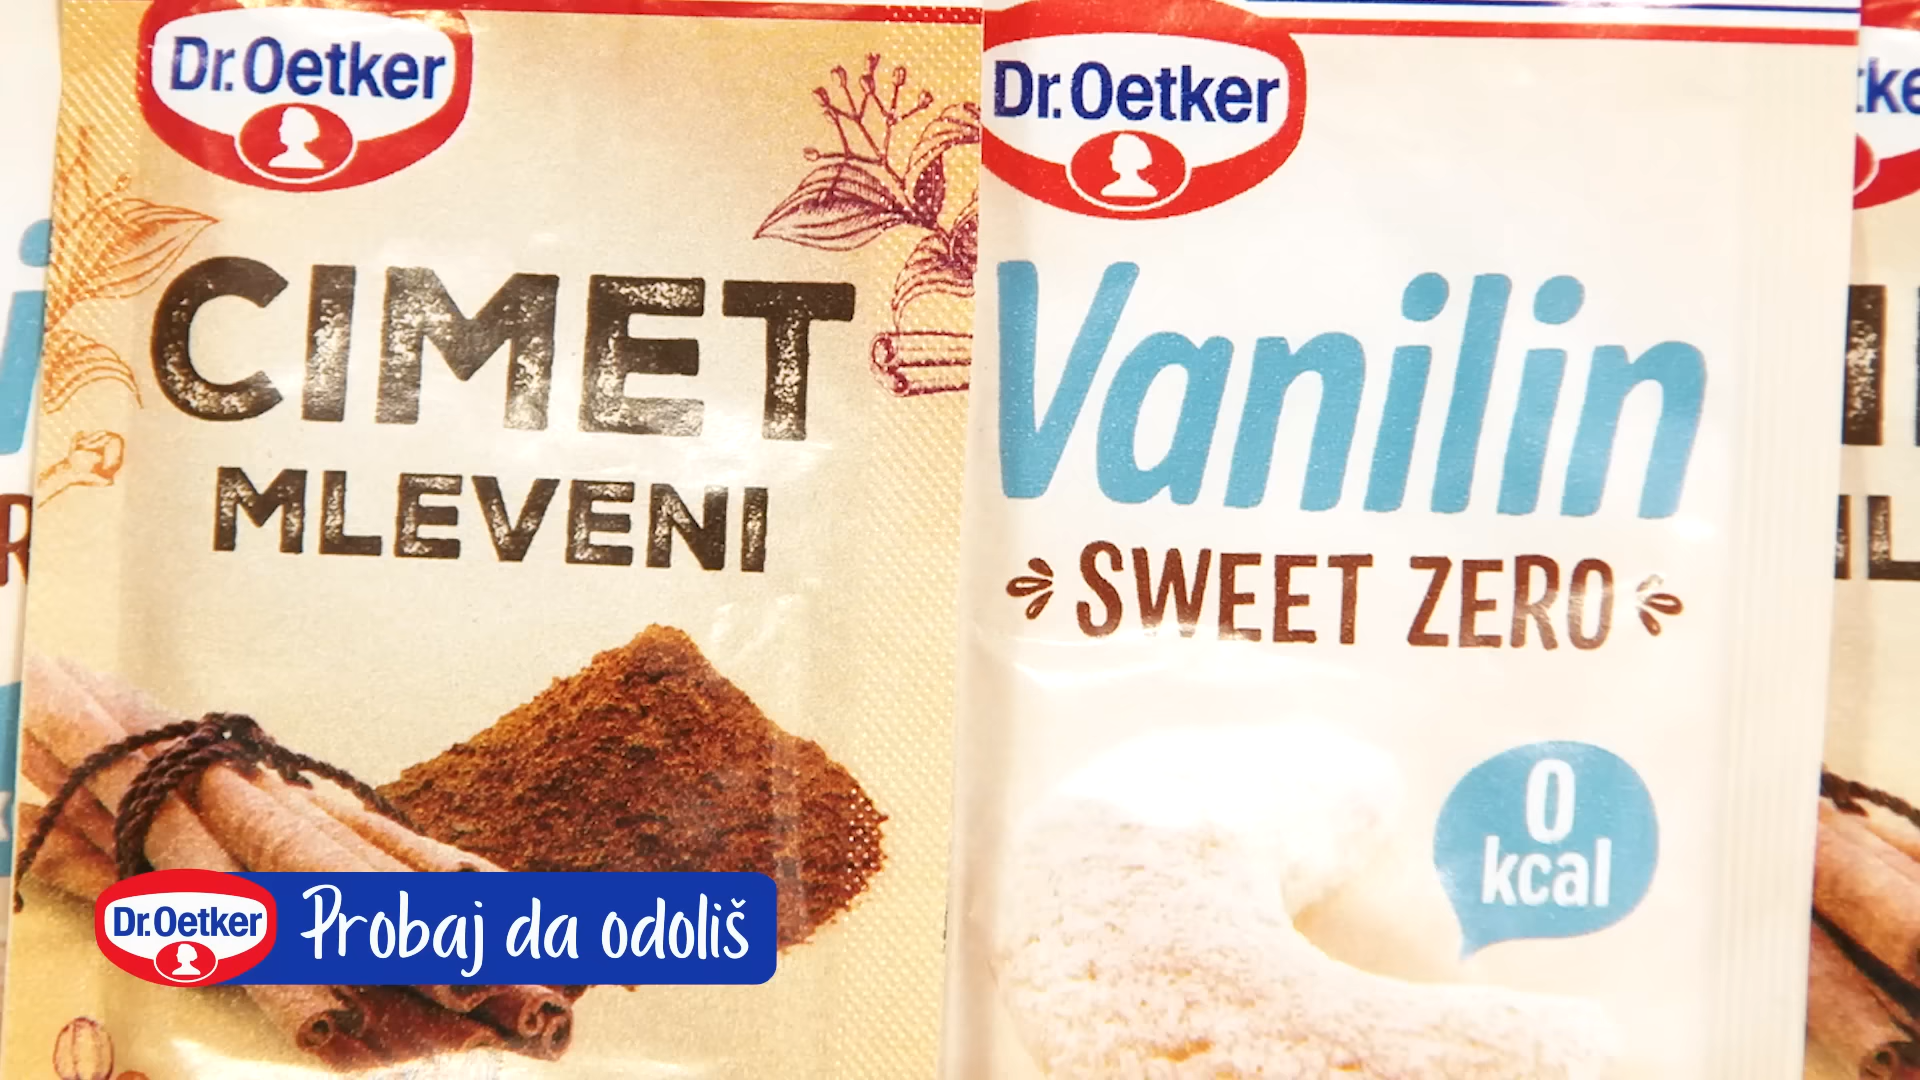 Dr.Oetker
CIMET
MLEVENI
Dr.Oetker
Vanilin
SWEET ZERO
0
kcal
Dr.Oetker
Probaj da odoliš